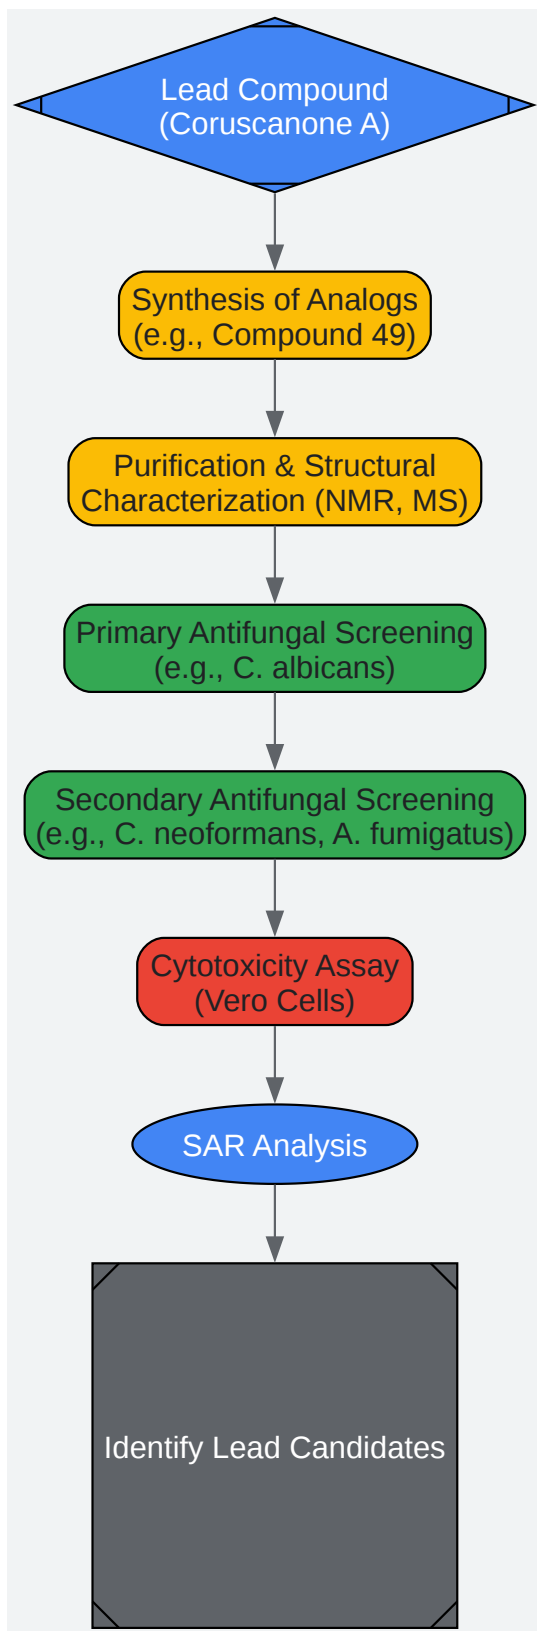 Lead Compound
(Coruscanone A)
Synthesis of Analogs
(e.g., Compound 49)
Purification & Structural
Characterization (NMR, MS)
Primary Antifungal Screening
(e.g., C. albicans)
Secondary Antifungal Screening
(e.g., C. neoformans, A. fumigatus)
Cytotoxicity Assay
(Vero Cells)
SAR Analysis
Identify Lead Candidates